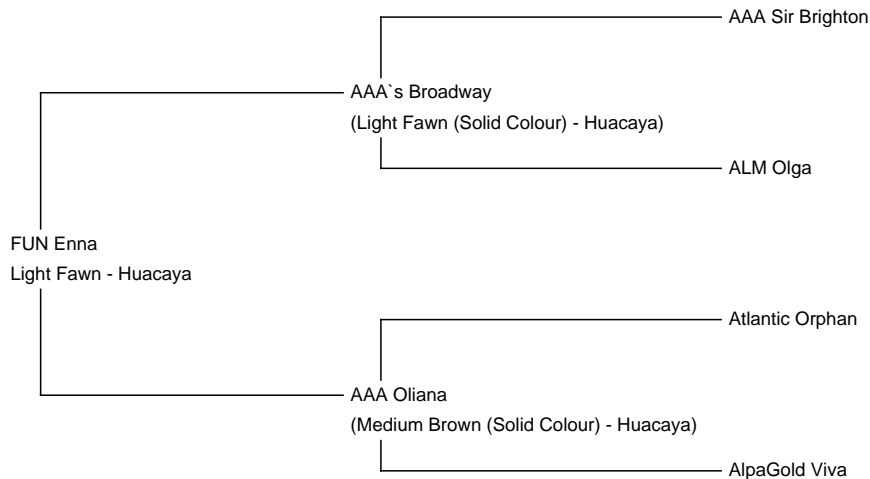 AAA Sir Brighton
AAA`s Broadway
(Light Fawn (Solid Colour) - Huacaya)
ALM Olga
FUN Enna
Light Fawn - Huacaya
Atlantic Orphan
AAA Oliana
(Medium Brown (Solid Colour) - Huacaya)
AlpaGold Viva